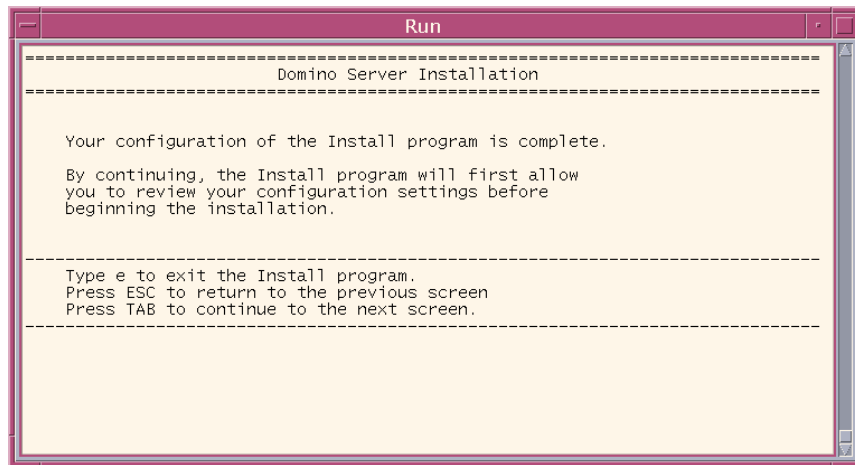 Run
================================================================================
Domino Server Installation
================================================================================
Your configuration of the Install program is complete.
By continuing, the Install program will first allow
you to review your configuration settings before
beginning the installation.
--------------------------------------------------------------------------------
Type e to exit the Install program.
Press ESC to return to the previous screen
Press TAB to continue to the next screen.
--------------------------------------------------------------------------------